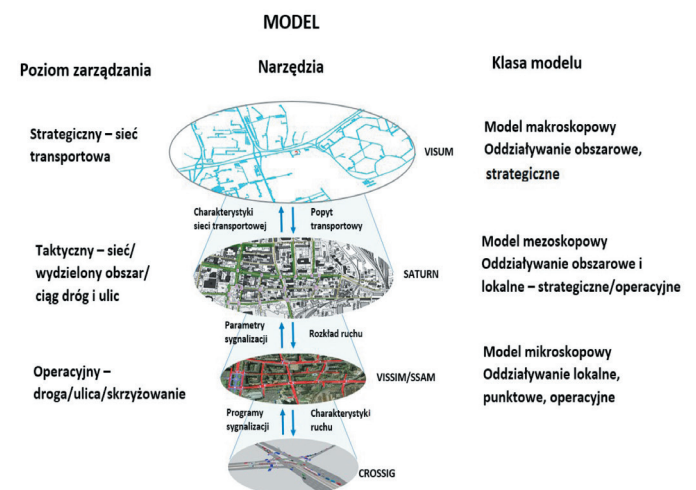 MODEL
Poziom zarządzania
Narzędzia
Klasa modelu
Strategiczny – sieć
transportowa
VISUM
Model makroskopowy
Oddziaływanie obszarowe,
strategiczne
Charakterystyki
sieci transportowej
Popyt
transportowy
Taktyczny – sieć/
wydzielony obszar/
ciąg dróg i ulic
SATURN
Model mezoskopowy
Oddziaływanie obszarowe i
lokalne – strategiczne/operacyjne
Parametry
sygnalizacji
Rozkład ruchu
Operacyjny –
droga/ulica/skrzyżowanie
VISSIM/SSAM
Model mikroskopowy
Oddziaływanie lokalne,
punktowe, operacyjne
Programy
sygnalizacji
Charakterystyki
ruchu
CROSSIG